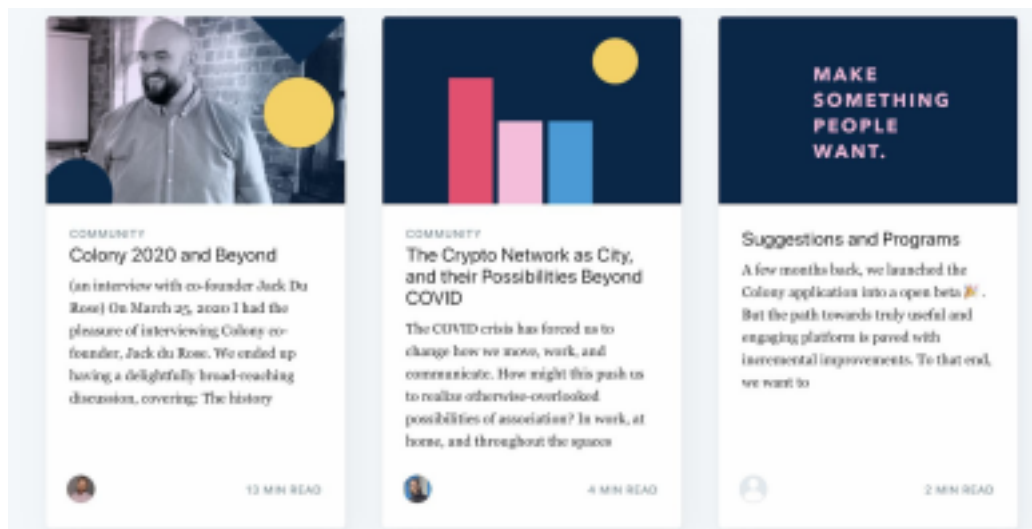 COMMUNITY
Colony 2020 and Beyond
(an interview with co-founder Jack Du
Rose) On March 25, 2020 I had the
pleasure of interviewing Colony co-
founder, Jack du Rose. We ended up
having a delightfully broad-reaching
discussion, covering: The history
13 MIN READ
COMMUNITY
The Crypto Network as City,
and their Possibilities Beyond
COVID
The COVID crisis has forced us to
change how we move, work, and
communicate. How might this push us
to realize otherwise-overlooked
possibilities of association? In work, at
home, and throughout the spaces
4 MIN READ
MAKE
SOMETHING
PEOPLE
WANT.
Suggestions and Programs
A few months back, we launched the
Colony application into a open beta 🎉 .
But the path towards truly useful and
engaging platform is paved with
incremental improvements. To that end,
we want to
2 MIN READ